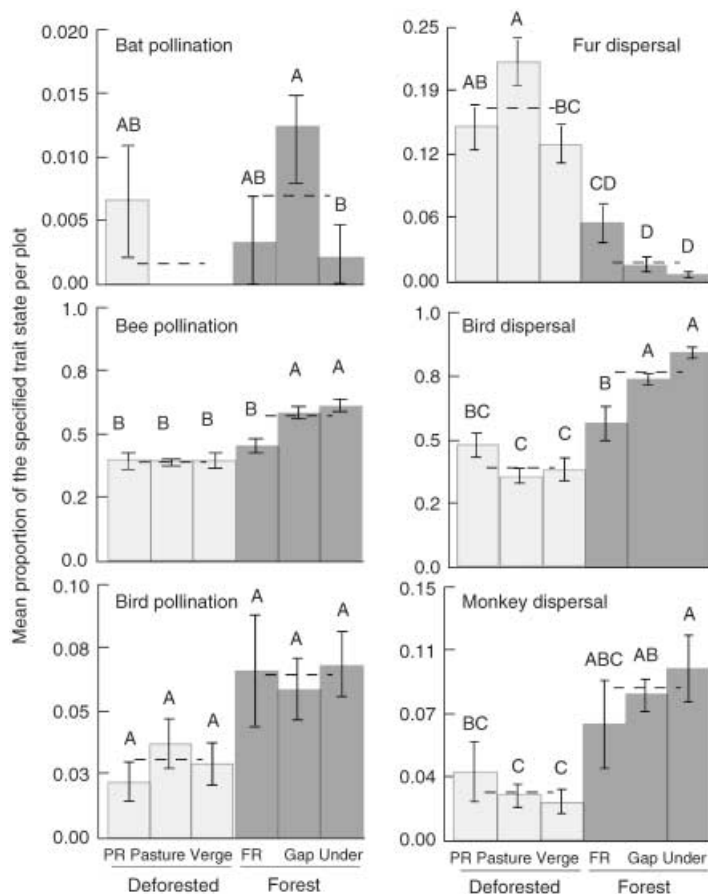 Mean proportion of the specified trait state per plot
Bat pollination
0.020
0.015
0.010
0.005
0.000
AB
AB
A
B
Fur dispersal
0.25
0.19
0.12
0.06
0.00
AB
A
BC
CD
D
D
Bee pollination
1.0
0.8
0.5
0.2
0.0
B
B
B
B
A
A
Bird dispersal
1.0
0.8
0.5
0.2
0.0
BC
C
C
B
A
A
Bird pollination
0.10
0.08
0.05
0.03
0.00
A
A
A
A
A
A
PR Pasture Verge FR Gap Under
Deforested Forest
Monkey dispersal
0.15
0.11
0.07
0.04
0.00
BC
C
C
ABC
AB
A
PR Pasture Verge FR Gap Under
Deforested Forest